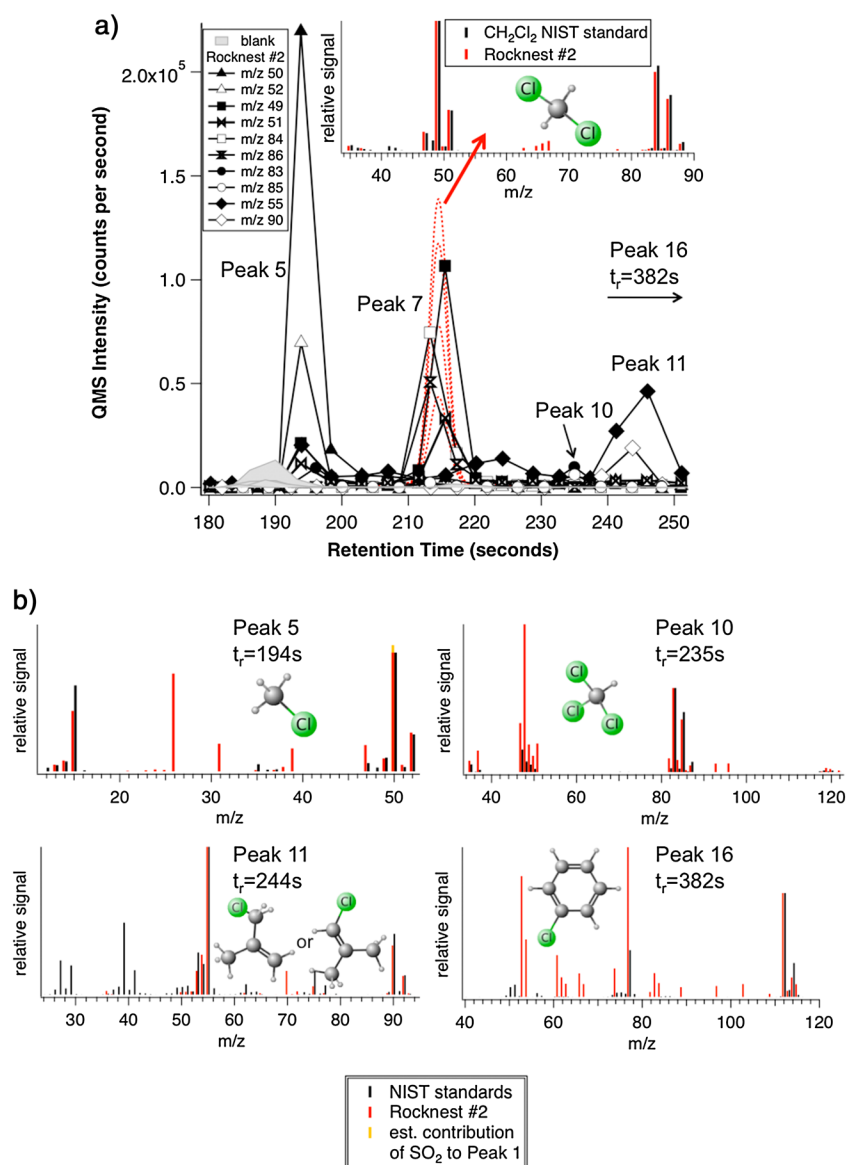 a)
blank
Rocknest #2
m/z 50
m/z 52
m/z 49
m/z 51
m/z 84
m/z 86
m/z 83
m/z 85
m/z 55
m/z 90
CH₂Cl₂ NIST standard
Rocknest #2
relative signal
Cl
Cl
40 50 60 70 80 90
m/z
QMS Intensity (counts per second)
2.0x10⁵
1.5
1.0
0.5
0.0
Peak 5
Peak 7
Peak 16
tᵣ=382s
Peak 10
Peak 11
180 190 200 210 220 230 240 250
Retention Time (seconds)
b)
Peak 5
tᵣ=194s
relative signal
Cl
20 30 40 50
m/z
Peak 10
tᵣ=235s
relative signal
Cl
Cl
Cl
40 60 80 100 120
m/z
Peak 11
tᵣ=244s
relative signal
Cl
or
Cl
30 40 50 60 70 80 90
m/z
Peak 16
tᵣ=382s
relative signal
Cl
40 60 80 100 120
m/z
NIST standards
Rocknest #2
est. contribution
of SO₂ to Peak 1